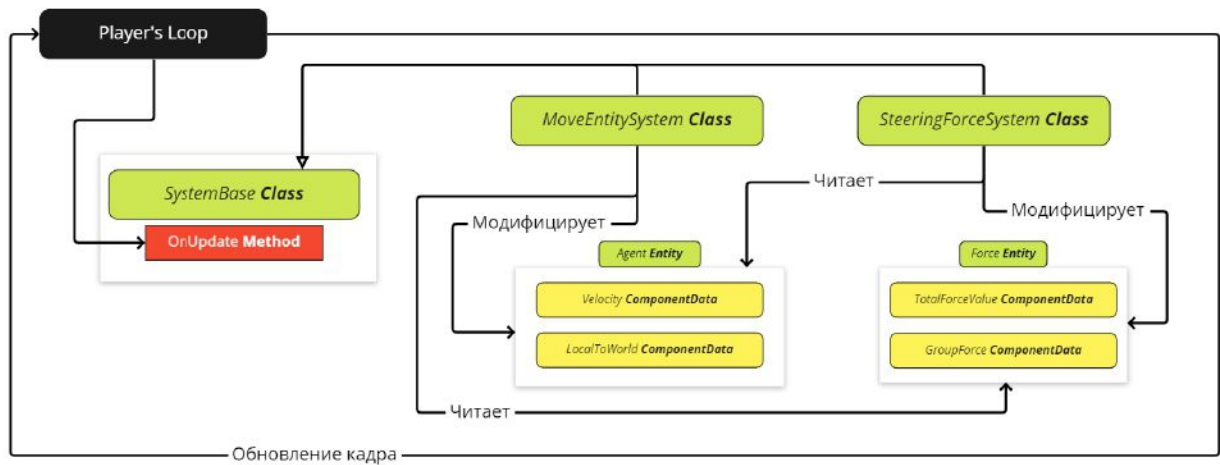 Player's Loop
MoveEntitySystem Class
SteeringForceSystem Class
SystemBase Class
OnUpdate Method
Читает
Модифицирует
Модифицирует
Agent Entity
Force Entity
Velocity ComponentData
TotalForceValue ComponentData
LocalToWorld ComponentData
GroupForce ComponentData
Читает
Обновление кадра